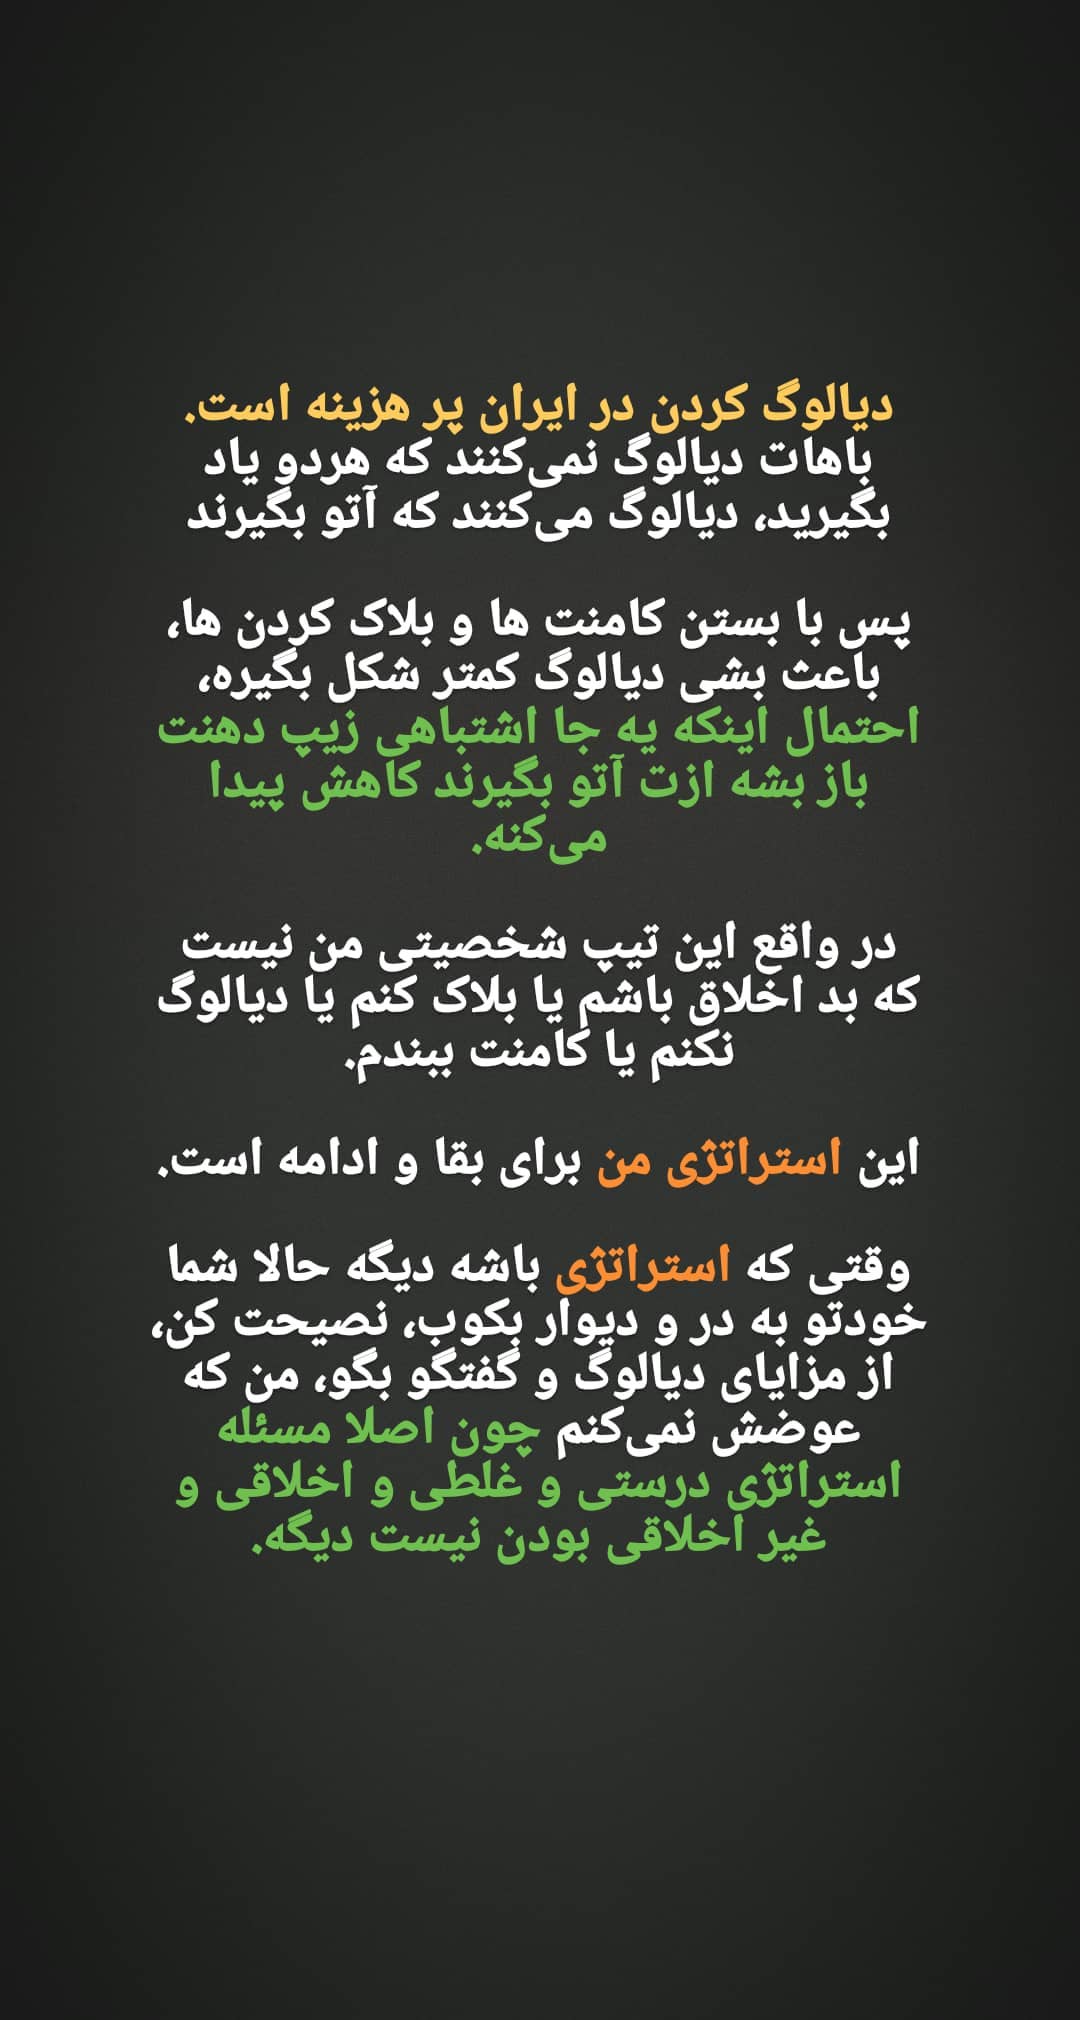 دیالوگ کردن در ایران پر هزینه است.
باهات دیالوگ نمی‌کنند که هردو یاد
بگیرید، دیالوگ می‌کنند که آتو بگیرند
پس با بستن کامنت ها و بلاک کردن ها،
باعث بشی دیالوگ کمتر شکل بگیره،
احتمال اینکه یه جا اشتباهی زیپ دهنت
باز بشه ازت آتو بگیرند کاهش پیدا
می‌کنه.
در واقع این تیپ شخصیتی من نیست
که بد اخلاق باشم یا بلاک کنم یا دیالوگ
نکنم یا کامنت ببندم.
این استراتژی من برای بقا و ادامه است.
وقتی که استراتژی باشه دیگه حالا شما
خودتو به در و دیوار بکوب، نصیحت کن،
از مزایای دیالوگ و گفتگو بگو، من که
عوضش نمی‌کنم چون اصلا مسئله
استراتژی درستی و غلطی و اخلاقی و
غیر اخلاقی بودن نیست دیگه.